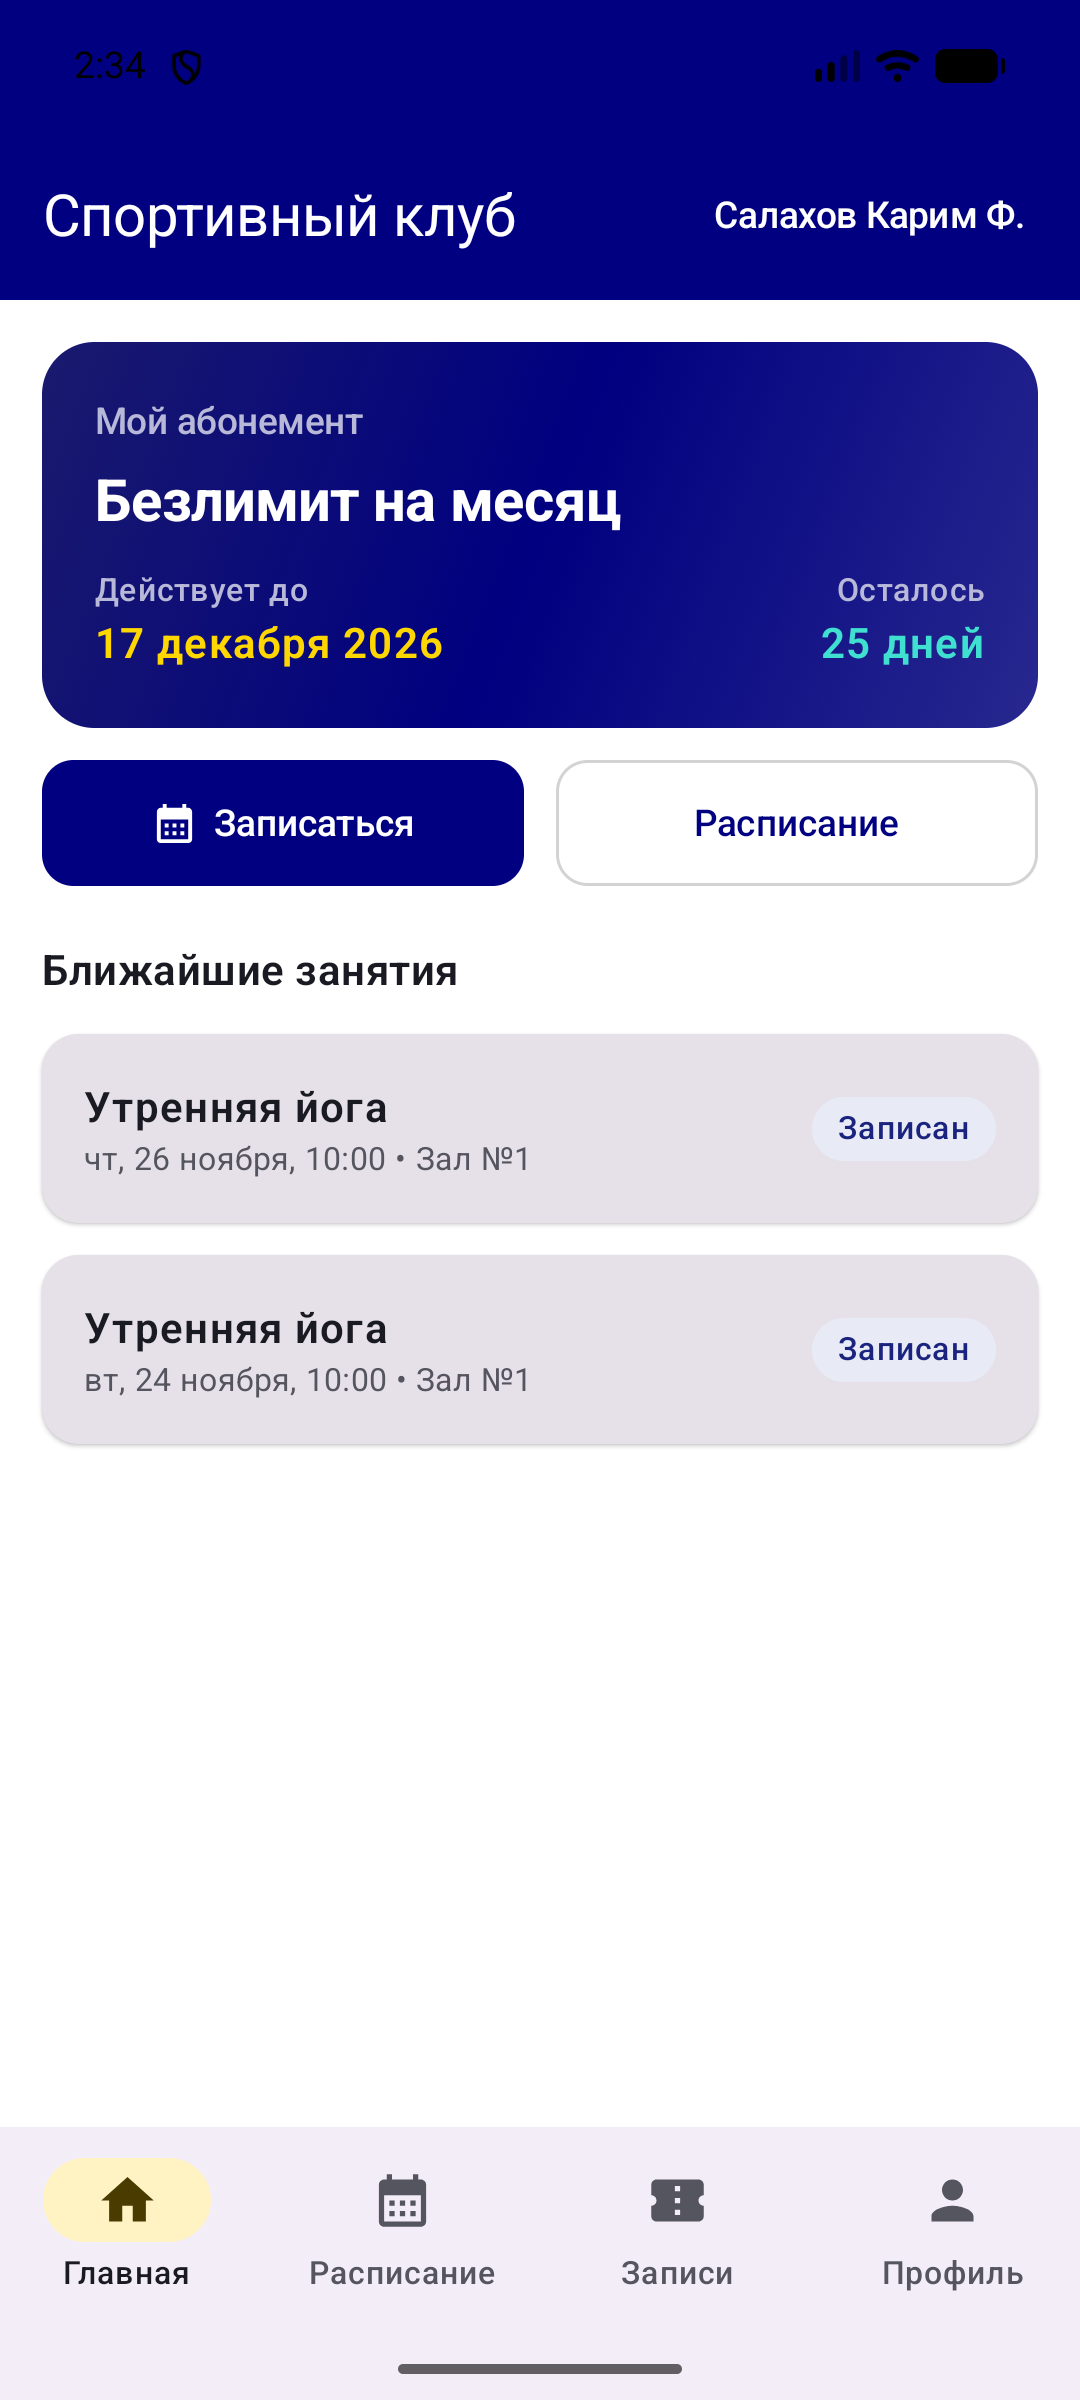 2:34
Спортивный клуб
Салахов Карим Ф.
Мой абонемент
Безлимит на месяц
Действует до
Осталось
17 декабря 2026
25 дней
Записаться
Расписание
Ближайшие занятия
Утренняя йога
чт, 26 ноября, 10:00 • Зал №1
Записан
Утренняя йога
вт, 24 ноября, 10:00 • Зал №1
Записан
Главная
Расписание
Записи
Профиль